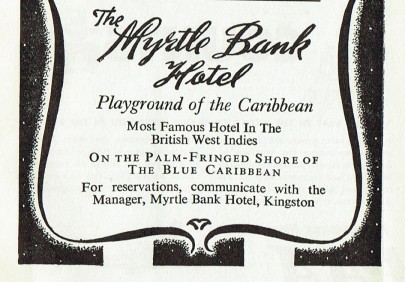 The
Myrtle Bank
Hotel
Playground of the Caribbean
Most Famous Hotel In The
British West Indies
ON THE PALM-FRINGED SHORE OF
THE BLUE CARIBBEAN
For reservations, communicate with the
Manager, Myrtle Bank Hotel, Kingston